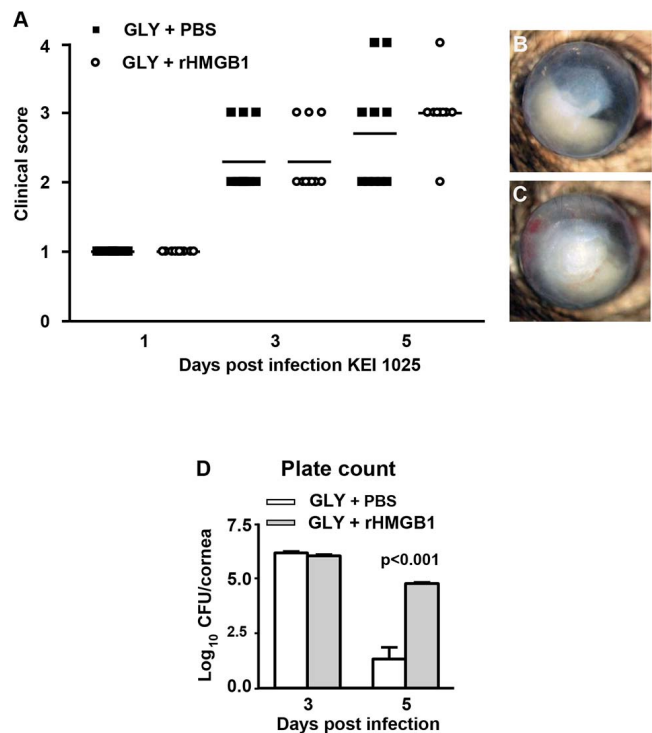 A
GLY + PBS
GLY + rHMGB1
4
3
2
1
0
Clinical score
1 3 5
Days post infection KEI 1025
B
C
D Plate count
GLY + PBS
GLY + rHMGB1
7.5
5.0
2.5
0.0
p<0.001
Log10 CFU/cornea
3 5
Days post infection